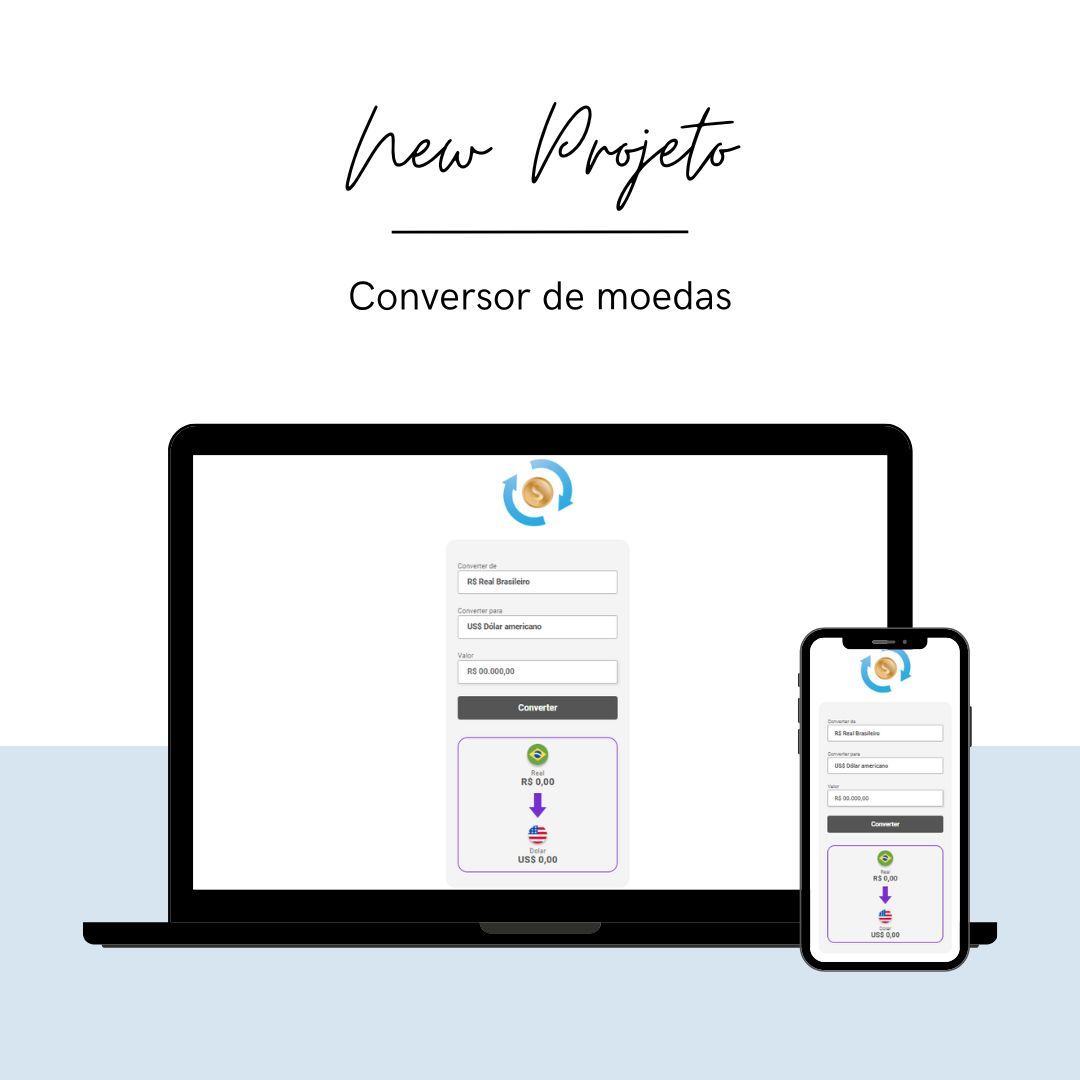 New Projeto
Conversor de moedas
Converter de
R$ Real Brasileiro
Converter para
US$ Dólar americano
Valor
R$ 00.000,00
Converter
Real
R$ 0,00
Dolar
US$ 0,00
Converter de
R$ Real Brasileiro
Converter para
US$ Dólar americano
Valor
R$ 00.000,00
Converter
Real
R$ 0,00
Dolar
US$ 0,00